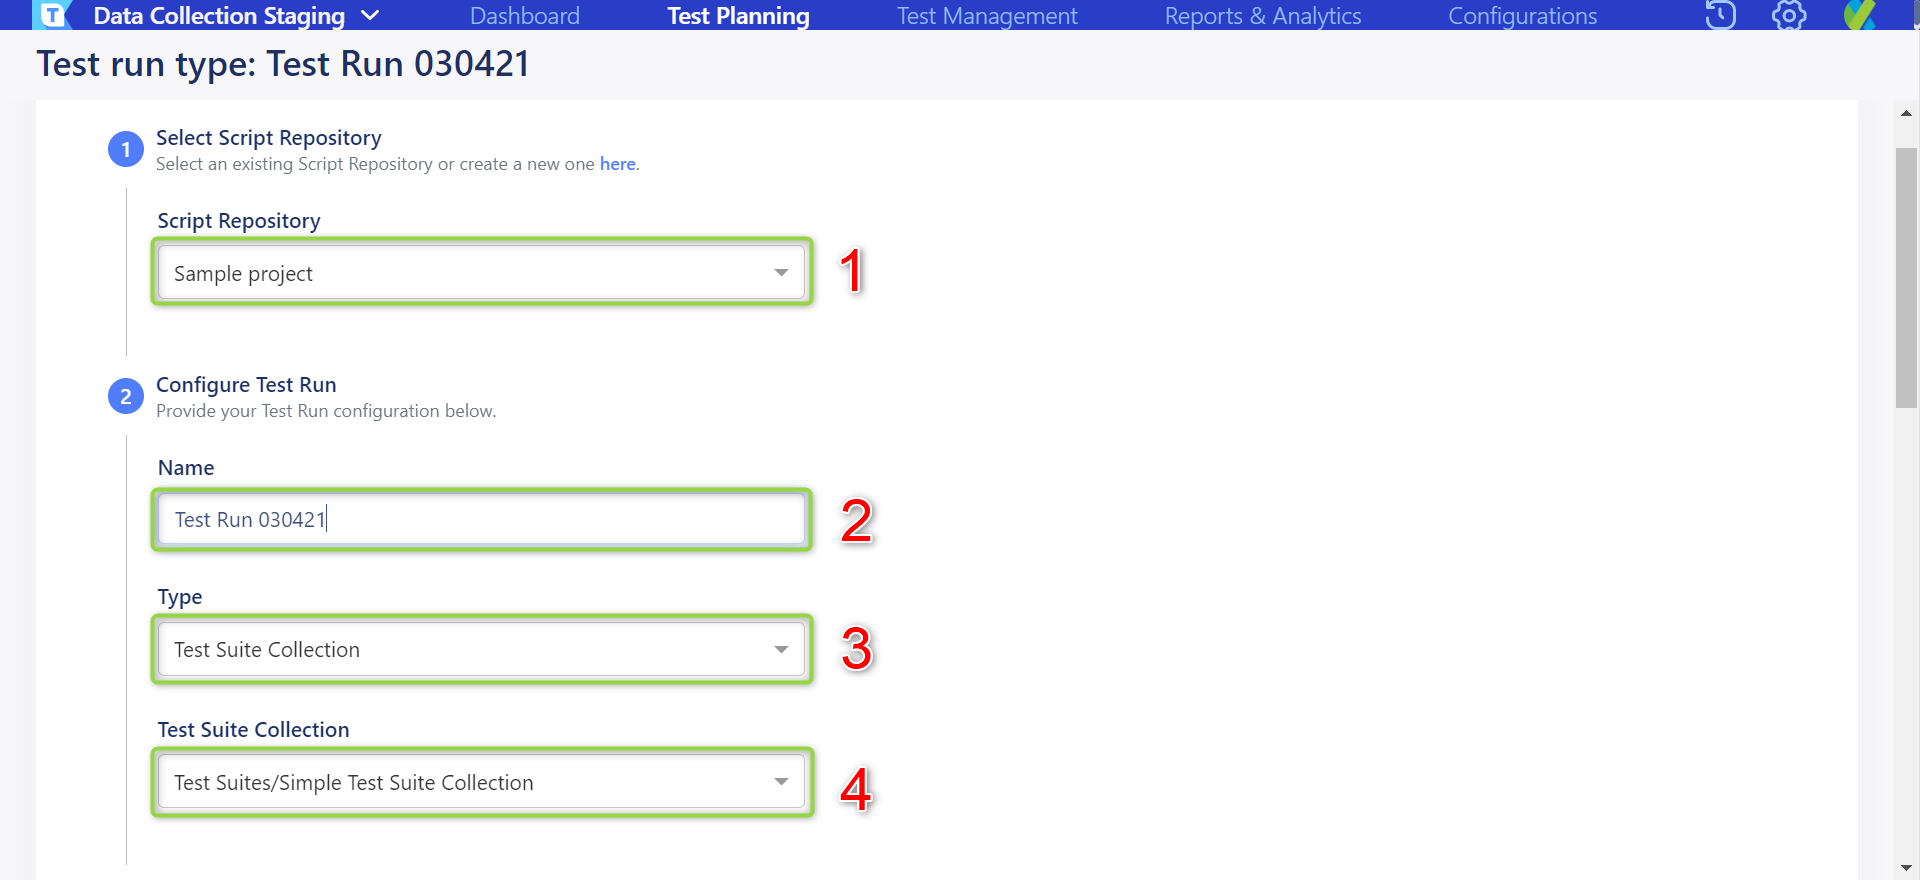 T Data Collection Staging Dashboard Test Planning Test Management Reports & Analytics Configurations
Test run type: Test Run 030421
1 Select Script Repository
Select an existing Script Repository or create a new one here.
Script Repository
Sample project 1
2 Configure Test Run
Provide your Test Run configuration below.
Name
Test Run 030421 2
Type
Test Suite Collection 3
Test Suite Collection
Test Suites/Simple Test Suite Collection 4